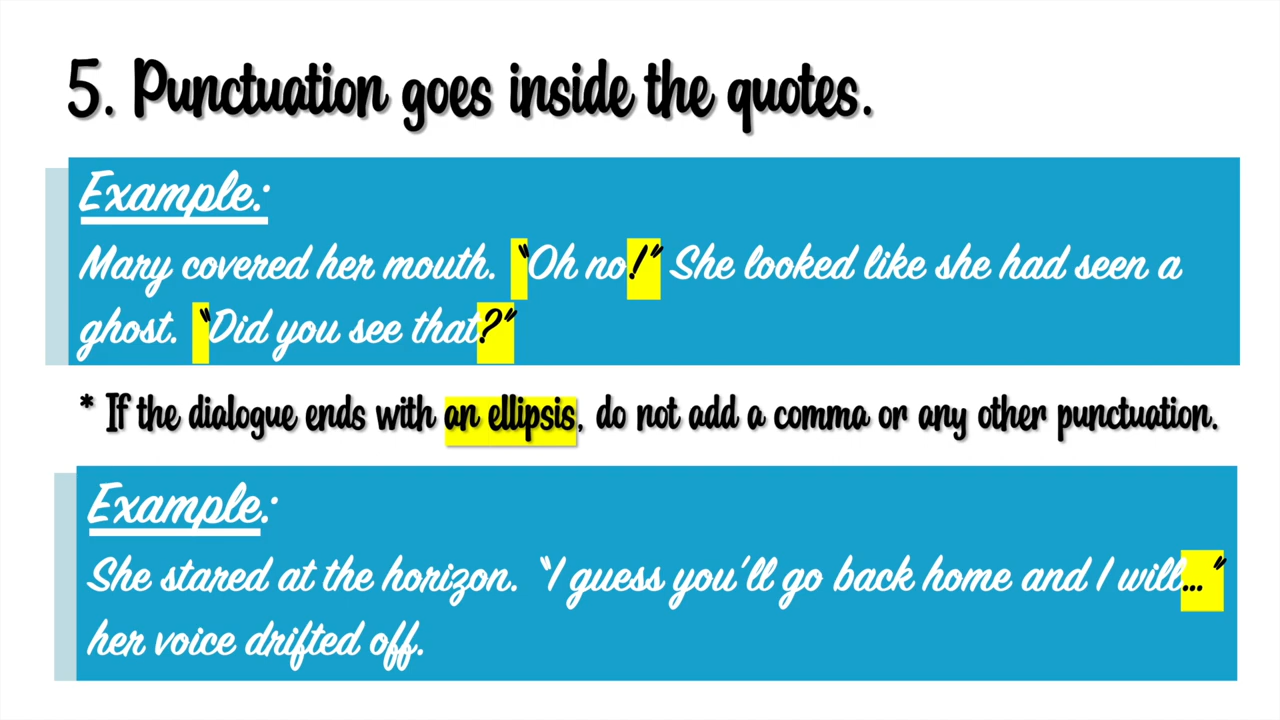 5. Punctuation goes inside the quotes.
Example:
Mary covered her mouth. “Oh no!” She looked like she had seen a
ghost. “Did you see that?”
* If the dialogue ends with an ellipsis, do not add a comma or any other punctuation.
Example:
She stared at the horizon. “I guess you’ll go back home and I will...”
her voice drifted off.